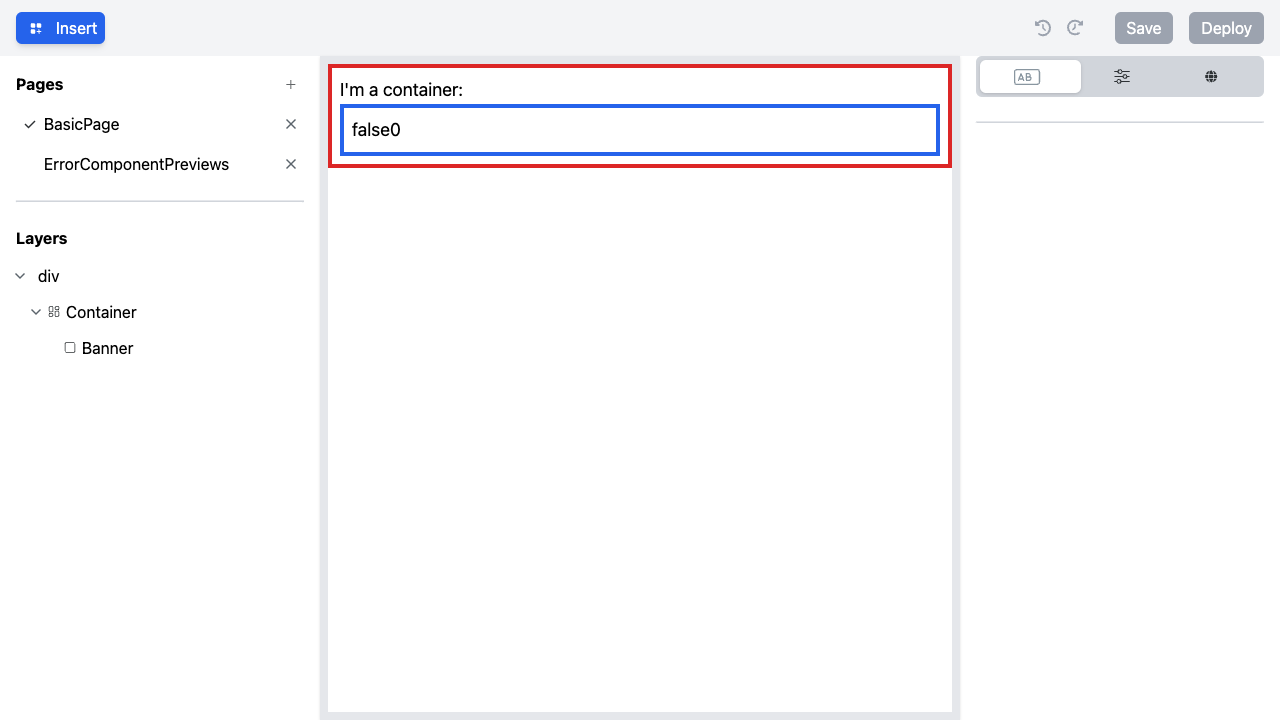 Insert
Save
Deploy
Pages
BasicPage
ErrorComponentPreviews
Layers
div
Container
Banner
I'm a container:
false0
AB